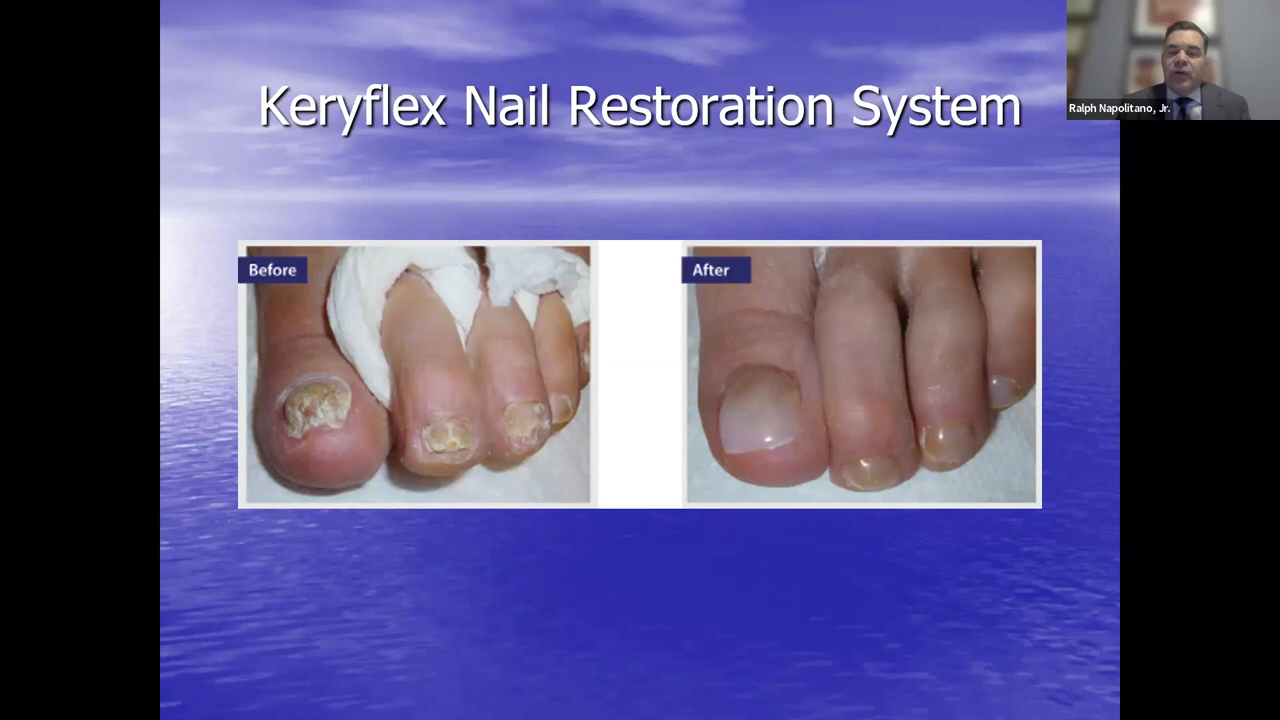 Keryflex Nail Restoration System
Ralph Napolitano, Jr.
Before
After